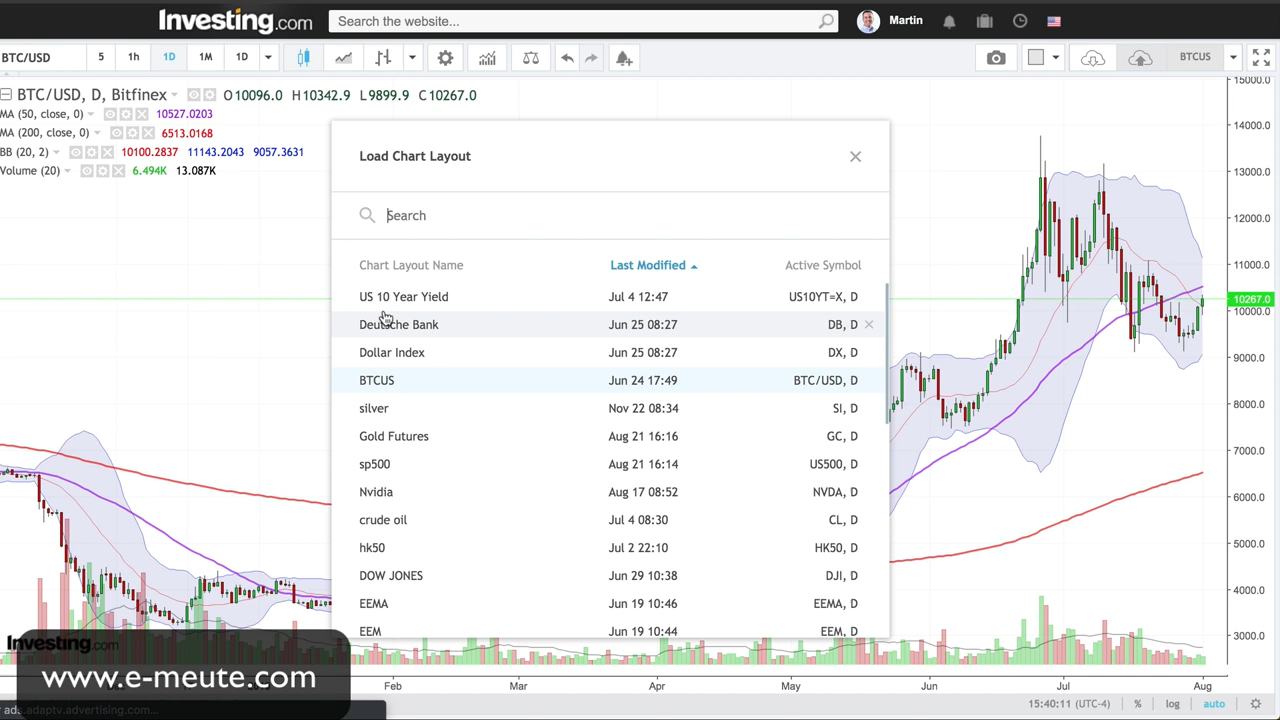 Investing.com
Search the website...
Martin
BTC/USD
5
1h
1D
1M
1D
BTCUS
BTC/USD, D, Bitfinex
O10096.0 H10342.9 L9899.9 C10267.0
MA (50, close, 0)
10527.0203
MA (200, close, 0)
6513.0168
BB (20, 2)
10100.2837 11143.2043 9057.3631
Volume (20)
6.494K 13.087K
Load Chart Layout
Search
Chart Layout Name Last Modified Active Symbol
US 10 Year Yield Jul 4 12:47 US10YT=X, D
Deutsche Bank Jun 25 08:27 DB, D
Dollar Index Jun 25 08:27 DX, D
BTCUS Jun 24 17:49 BTC/USD, D
silver Nov 22 08:34 SI, D
Gold Futures Aug 21 16:16 GC, D
sp500 Aug 21 16:14 US500, D
Nvidia Aug 17 08:52 NVDA, D
crude oil Jul 4 08:30 CL, D
hk50 Jul 2 22:10 HK50, D
DOW JONES Jun 29 10:38 DJI, D
EEMA Jun 19 10:46 EEMA, D
EEM Jun 19 10:44 EEM, D
15000.0
14000.0
13000.0
12000.0
11000.0
10267.0
10000.0
9000.0
8000.0
7000.0
6000.0
5000.0
4000.0
3000.0
Investing.com
www.e-meute.com
Feb Mar Apr May Jun Jul Aug
ads.adaptv.advertising.com...
15:40:11 (UTC-4) % log auto